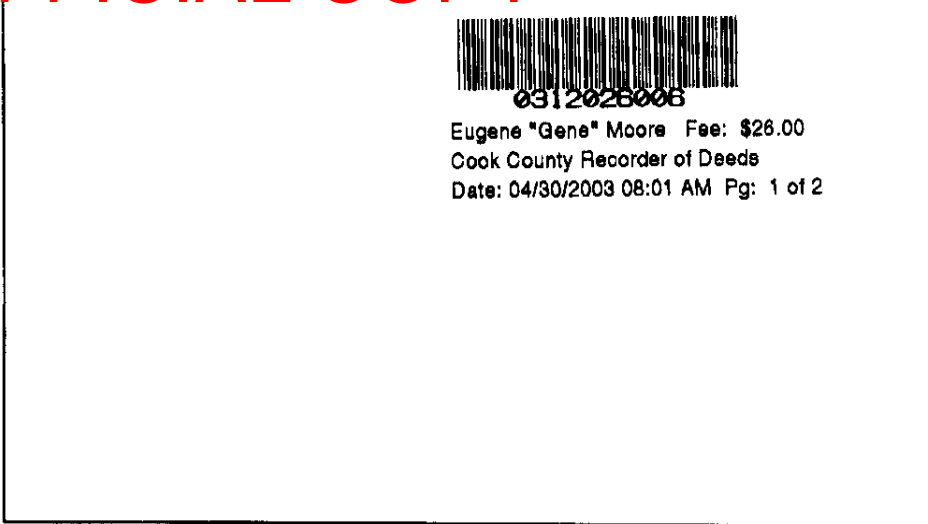 0312026006
Eugene "Gene" Moore Fee: $26.00
Cook County Recorder of Deeds
Date: 04/30/2003 08:01 AM Pg: 1 of 2